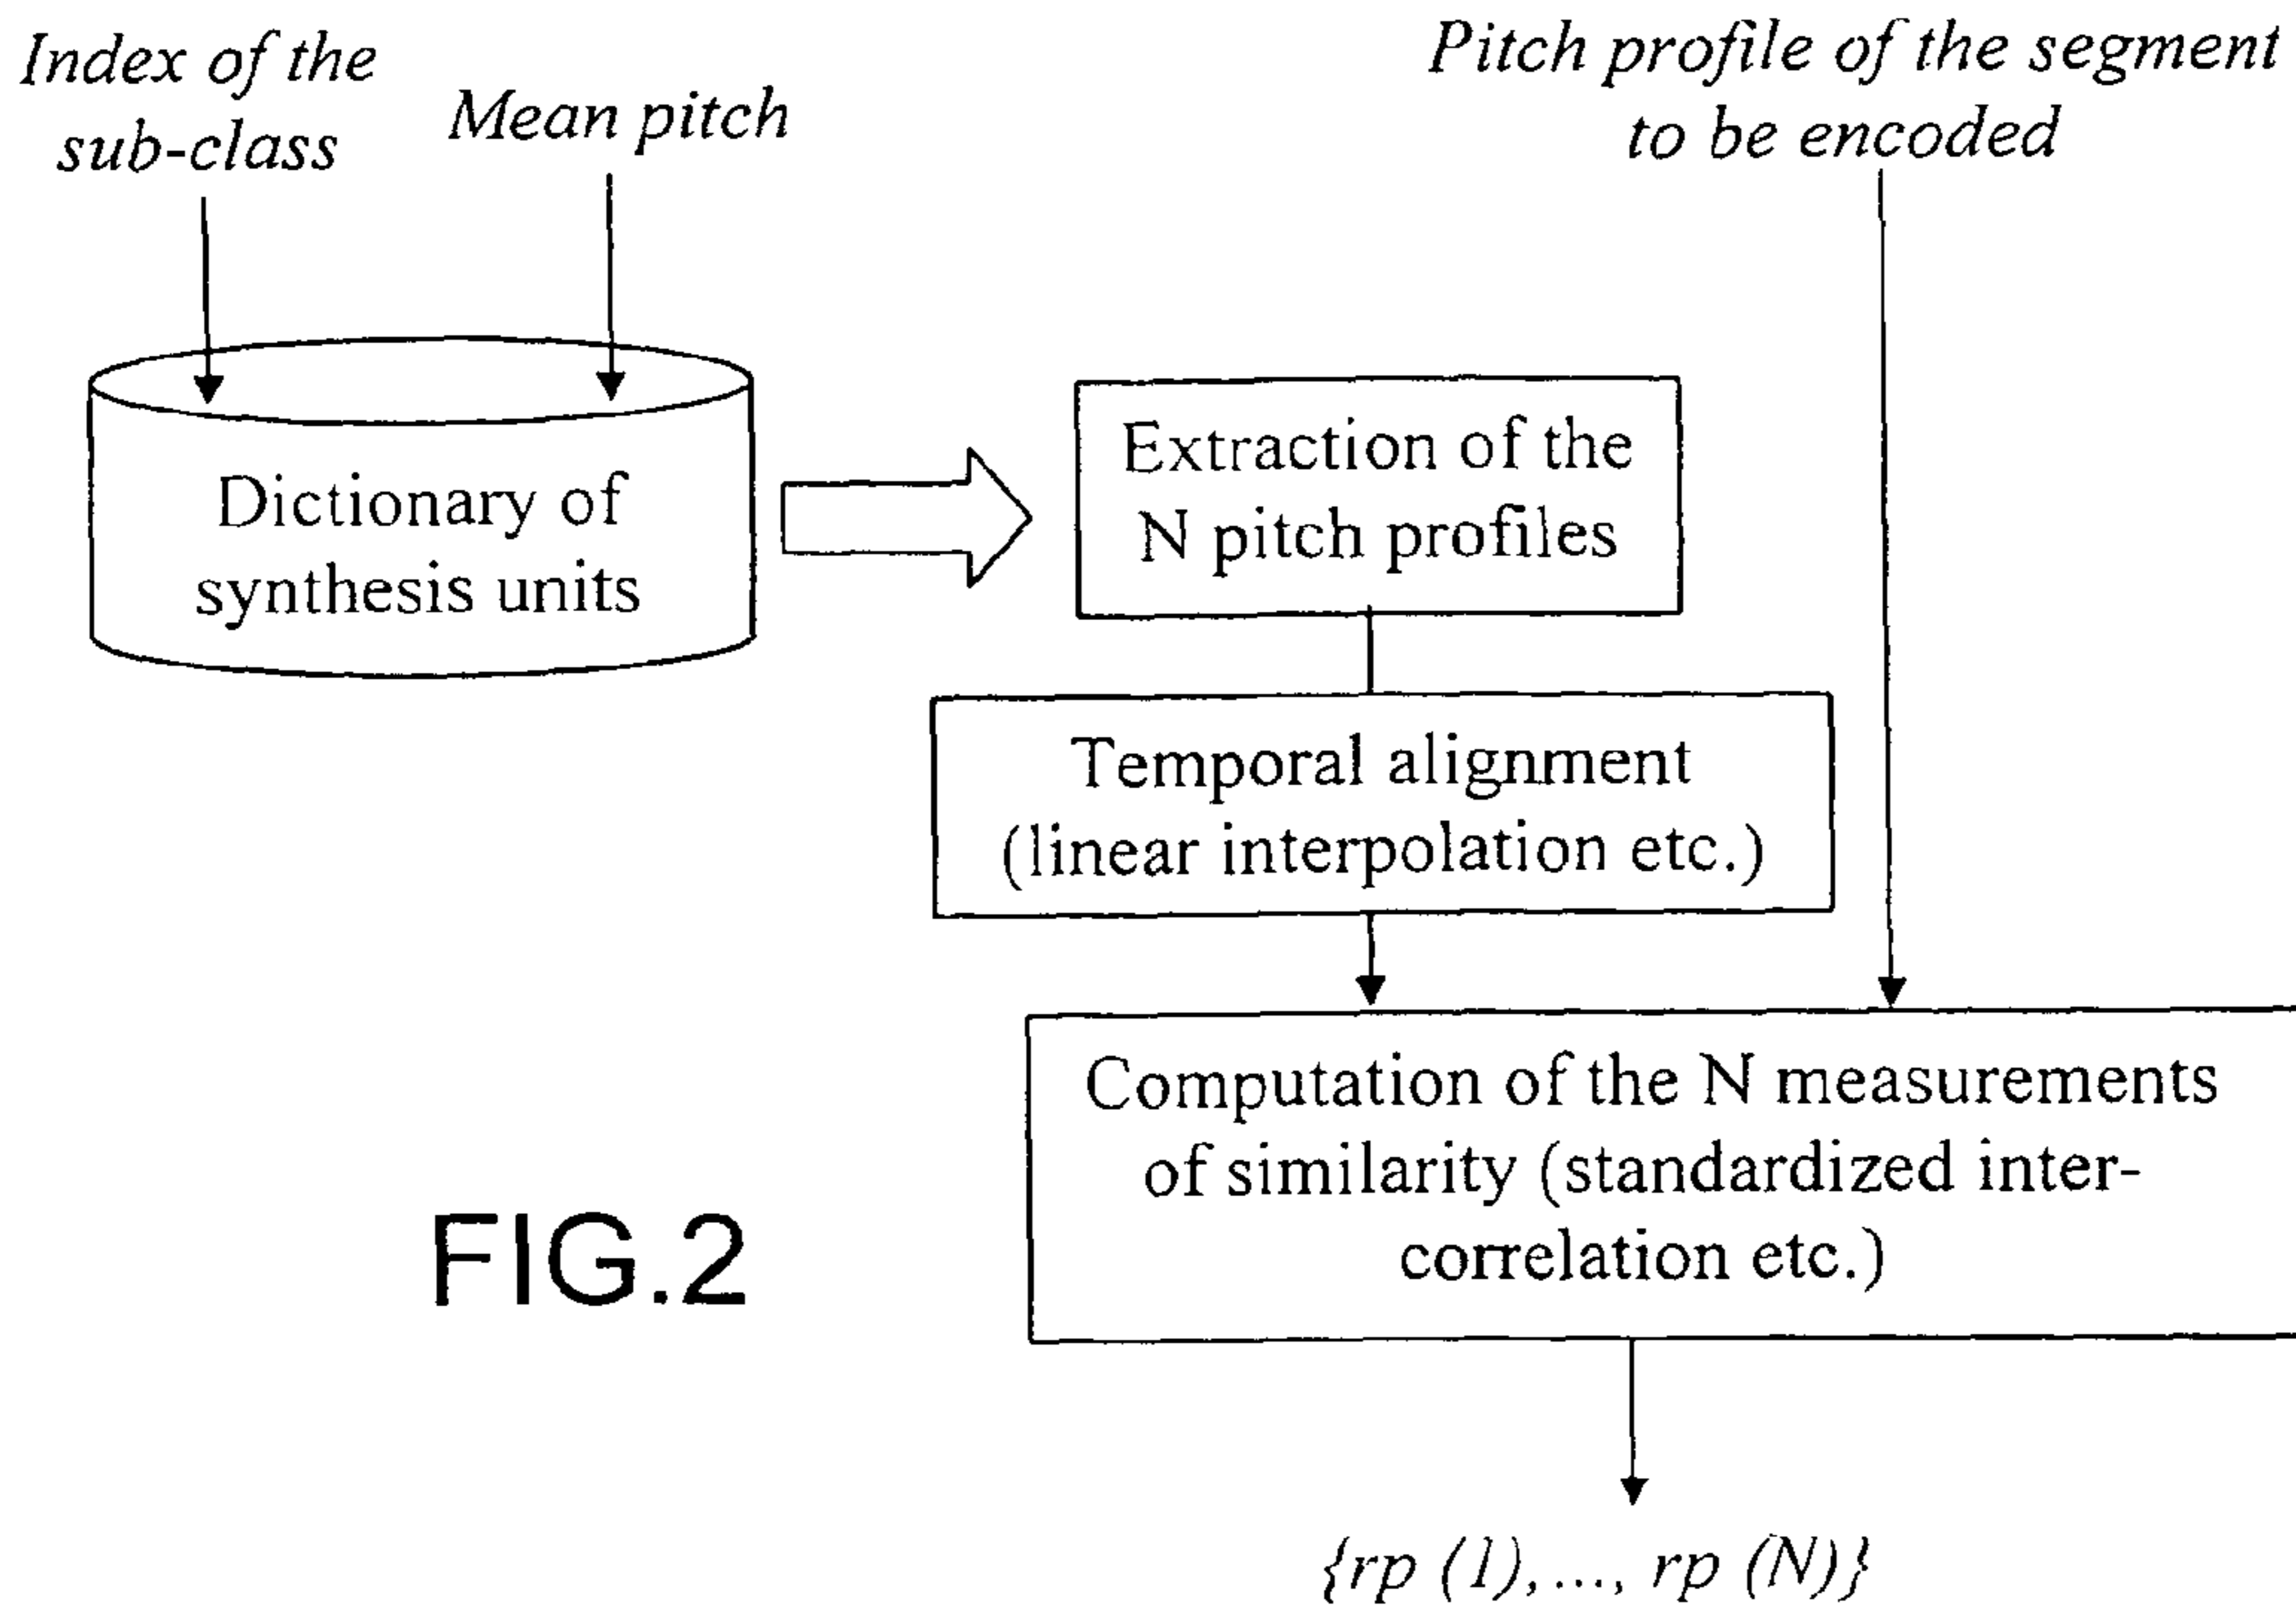 Index of the
sub-class
Mean pitch
Pitch profile of the segment
to be encoded
Dictionary of
synthesis units
Extraction of the
N pitch profiles
Temporal alignment
(linear interpolation etc.)
Computation of the N measurements
of similarity (standardized inter-
correlation etc.)
FIG.2
{rp (1),..., rp (N)}